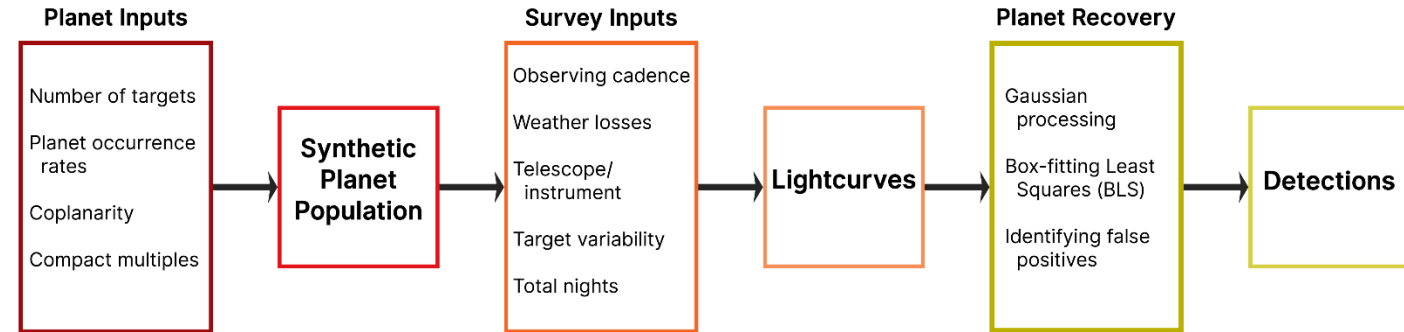 Planet Inputs
Number of targets
Planet occurrence
rates
Coplanarity
Compact multiples
Synthetic
Planet
Population
Survey Inputs
Observing cadence
Weather losses
Telescope/
instrument
Target variability
Total nights
Lightcurves
Planet Recovery
Gaussian
processing
Box-fitting Least
Squares (BLS)
Identifying false
positives
Detections